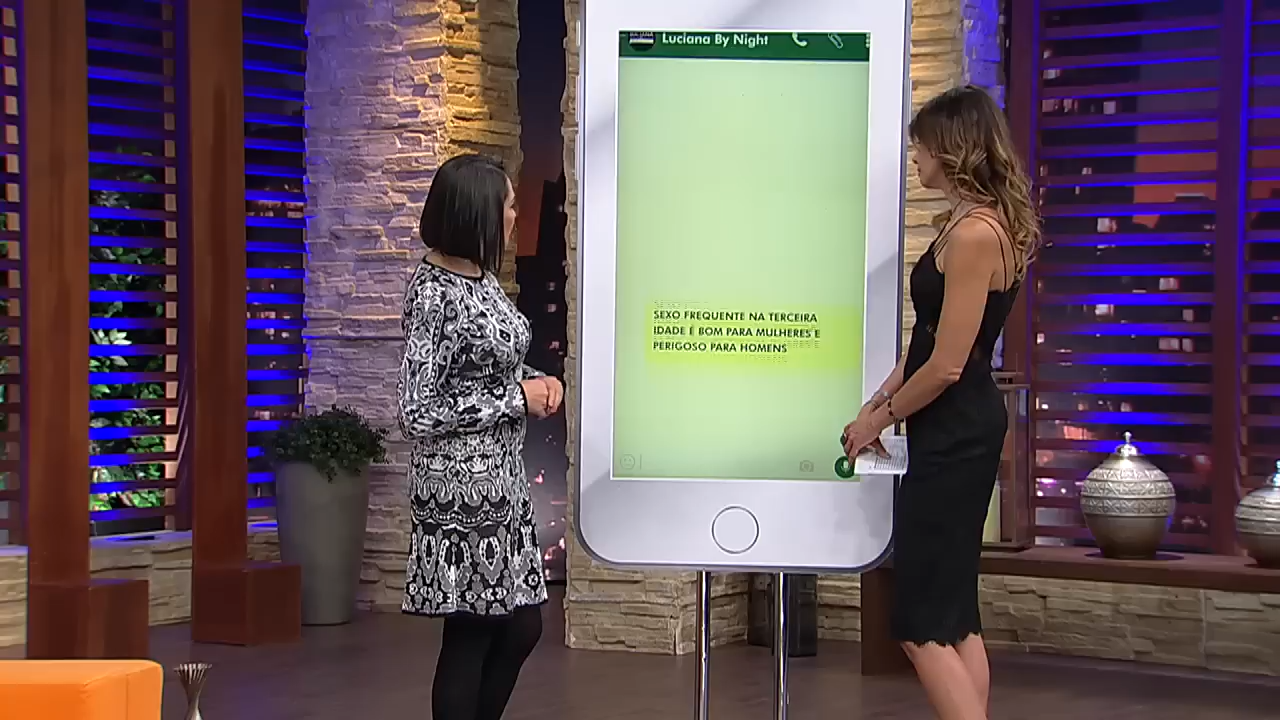 Luciana By Night
SEXO FREQUENTE NA TERCEIRA
IDADE É BOM PARA MULHERES E
PERIGOSO PARA HOMENS